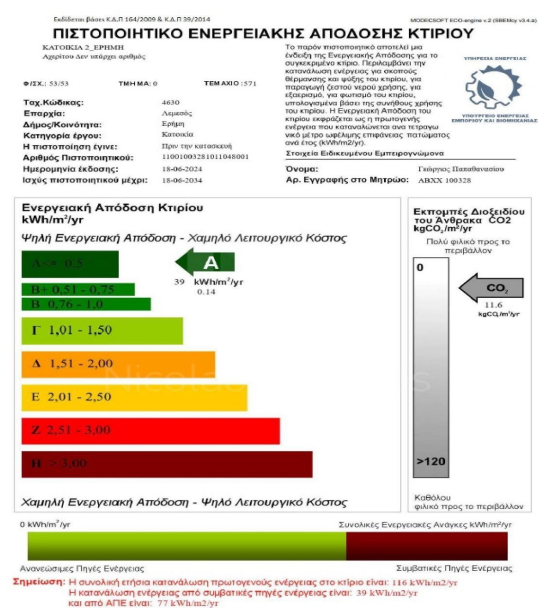 Εκδίδεται βάσει Κ.Δ.Π 164/2009 & Κ.Δ.Π 39/2014
MODECSOFT ECO-engine v.2 (SBEMcy v3.4.a)
ΠΙΣΤΟΠΟΙΗΤΙΚΟ ΕΝΕΡΓΕΙΑΚΗΣ ΑΠΟΔΟΣΗΣ ΚΤΙΡΙΟΥ
ΚΑΤΟΙΚΙΑ 2_ΕΡΗΜΗ
Αχερίτου Δεν υπάρχει αριθμός
Φ/ΣΧ.: 53/53 ΤΜΗΜΑ: 0 ΤΕΜΑΧΙΟ :571
Το παρόν πιστοποιητικό αποτελεί μια
ένδειξη της Ενεργειακής Απόδοσης για το
συγκεκριμένο κτίριο. Περιλαμβάνει την
κατανάλωση ενέργειας για σκοπούς
θέρμανσης και ψύξης του κτιρίου, για
παραγωγή ζεστού νερού χρήσης, για
εξαερισμό, για φωτισμό του κτιρίου,
υπολογισμένα βάσει της συνήθους χρήσης
του κτιρίου. Η Ενεργειακή Απόδοση του
κτιρίου εκφράζεται ως η πρωτογενής
ενέργεια που καταναλώνεται ανα τετραγω
νικό μέτρο ωφέλιμης επιφάνειας πατώματος
ανά έτος (kWh/m2/yr).
ΥΠΗΡΕΣΙΑ ΕΝΕΡΓΕΙΑΣ
ΥΠΟΥΡΓΕΙΟ ΕΝΕΡΓΕΙΑΣ
ΕΜΠΟΡΙΟΥ ΚΑΙ ΒΙΟΜΗΧΑΝΙΑΣ
Ταχ.Κώδικας: 4630
Επαρχία: Λεμεσός
Δήμος/Κοινότητα: Ερήμη
Κατηγορία έργου: Κατοικία
Η πιστοποίηση έγινε: Πριν την κατασκευή
Αριθμός Πιστοποιητικού: 11001003281011048001
Ημερομηνία έκδοσης: 18-06-2024
Ισχύς πιστοποιητικού μέχρι: 18-06-2034
Στοιχεία Ειδικευμένου Εμπειρογνώμονα
Όνομα: Γεώργιος Παπαθανασίου
Αρ. Εγγραφής στο Μητρώο: ΑΒΧΧ 100328
Ενεργειακή Απόδοση Κτιρίου
kWh/m²/yr
Ψηλή Ενεργειακή Απόδοση - Χαμηλό Λειτουργικό Κόστος
Α <= 0.5
A
39 kWh/m²/yr
0.14
Β+ 0,51 - 0,75
Β 0,76 - 1,0
Γ 1,01 - 1,50
Δ 1,51 - 2,00
Ε 2,01 - 2,50
Ζ 2,51 - 3,00
Η > 3,00
Χαμηλή Ενεργειακή Απόδοση - Ψηλό Λειτουργικό Κόστος
Εκπομπές Διοξειδίου
του Άνθρακα CO2
kgCO₂/m²/yr
Πολύ φιλικό προς το
περιβάλλον
0
CO₂
11.6
kgCO₂/m²/yr
>120
Καθόλου
φιλικό προς το περιβάλλον
0 kWh/m²/yr Συνολικές Ενεργειακές Ανάγκες kWh/m²/yr
Ανανεώσιμες Πηγές Ενέργειας Συμβατικές Πηγές Ενέργειας
Σημείωση: Η συνολική ετήσια κατανάλωση πρωτογενούς ενέργειας στο κτίριο είναι: 116 kWh/m2/yr
Η κατανάλωση ενέργειας από συμβατικές πηγές ενέργειας είναι: 39 kWh/m2/yr
και από ΑΠΕ είναι: 77 kWh/m2/yr